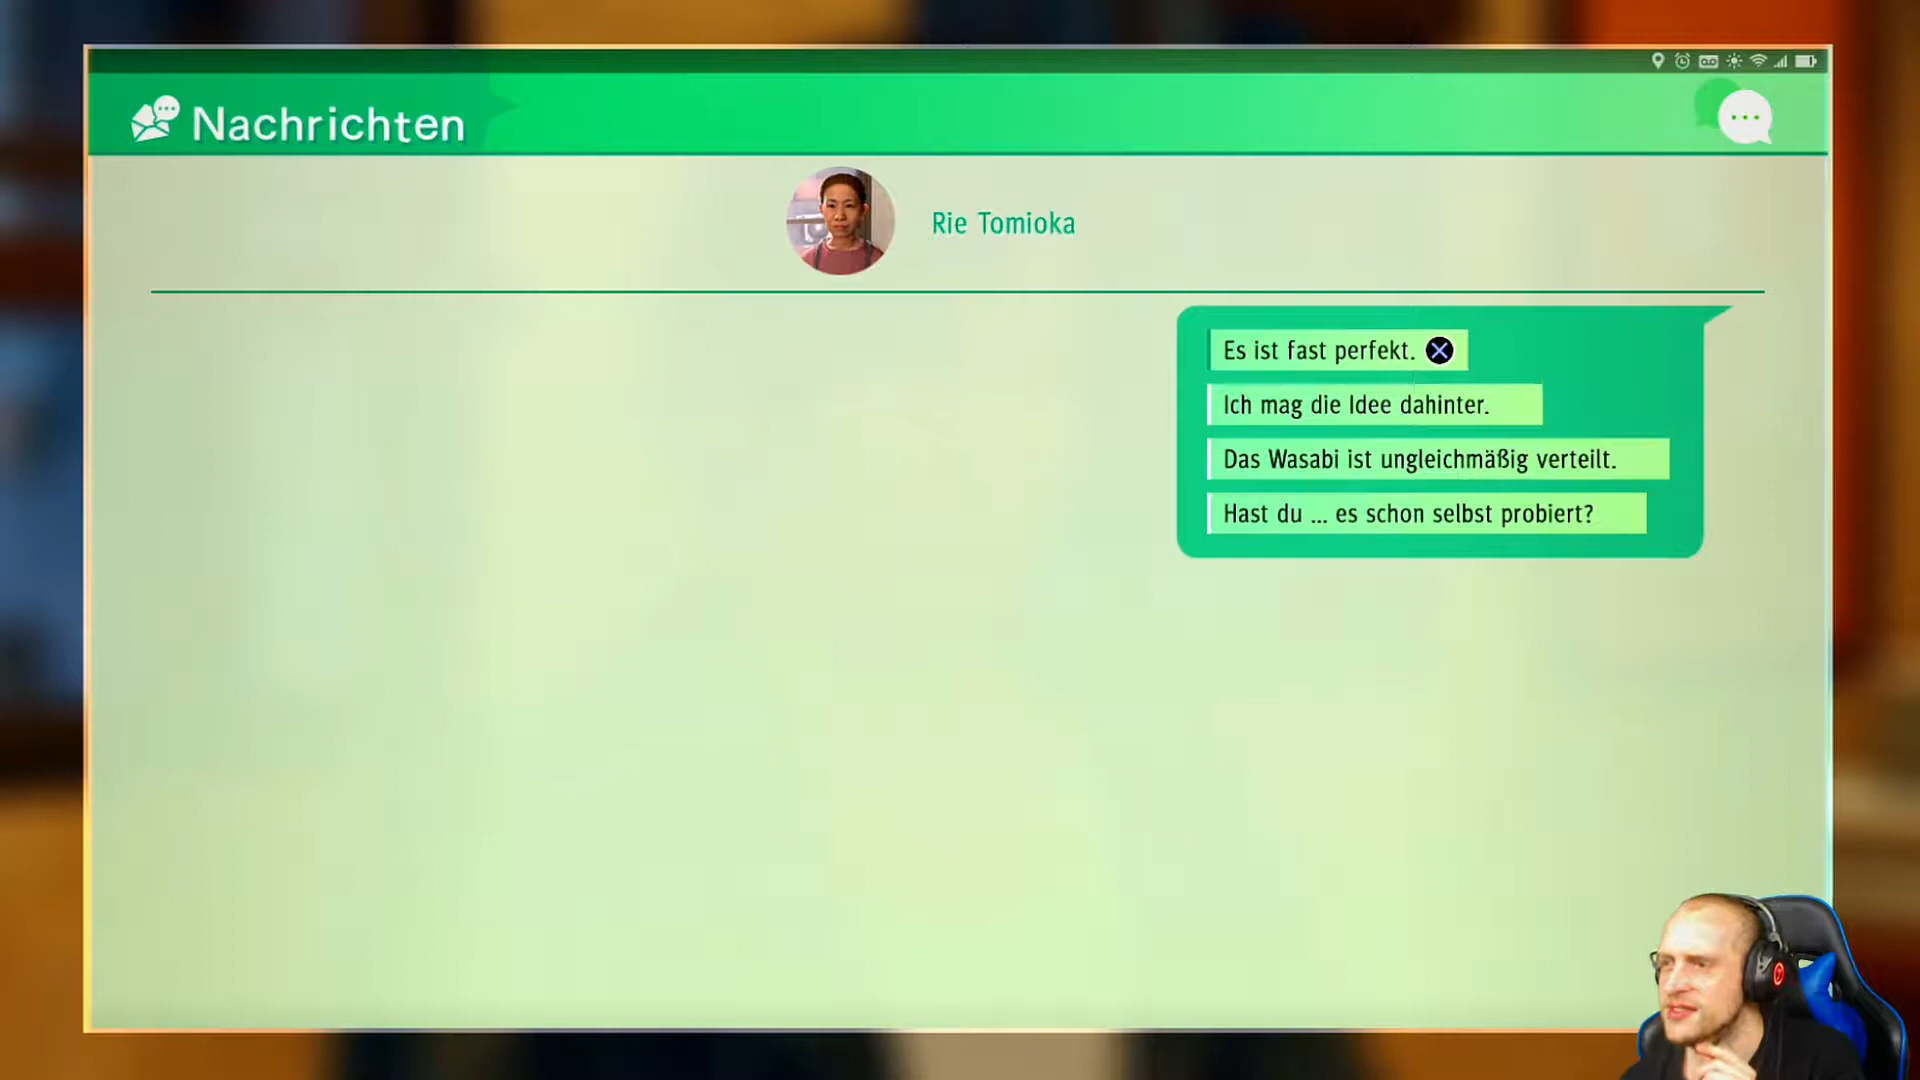 Nachrichten
Rie Tomioka
Es ist fast perfekt.
Ich mag die Idee dahinter.
Das Wasabi ist ungleichmäßig verteilt.
Hast du ... es schon selbst probiert?